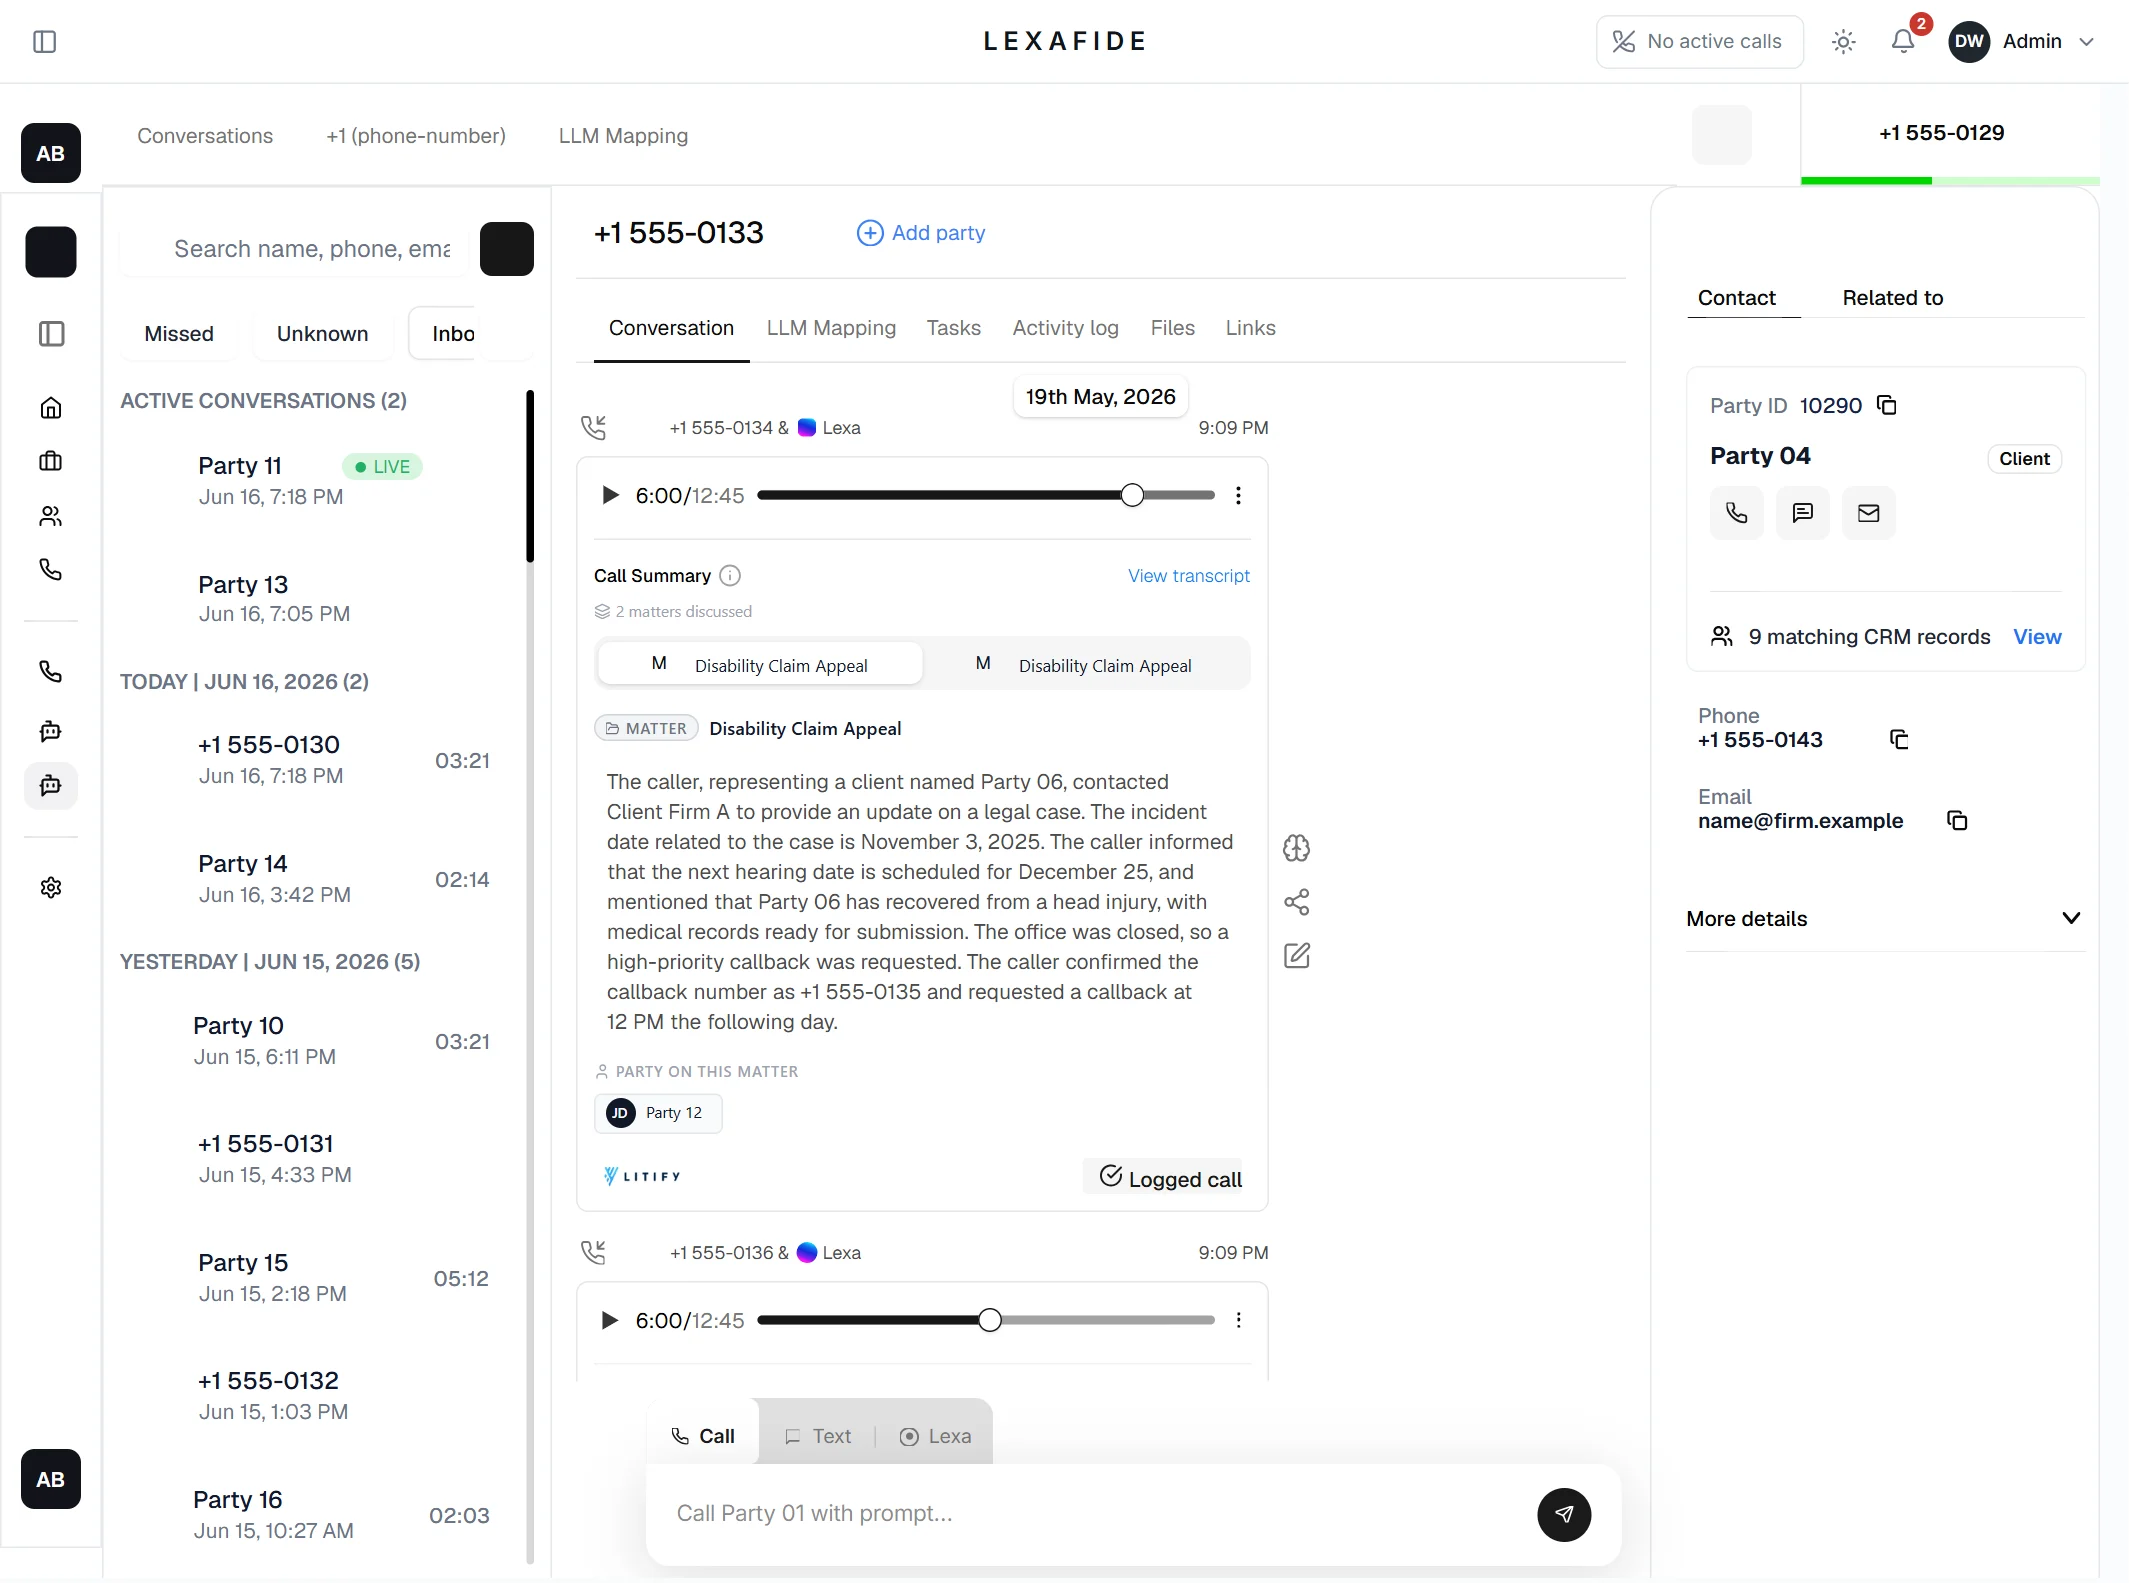 LEXAFIDE
No active calls
2
DW
Admin
AB
Conversations
+1 (phone-number)
LLM Mapping
+1 555-0129
Search name, phone, ema
Missed
Unknown
Inbo
ACTIVE CONVERSATIONS (2)
Party 11
LIVE
Jun 16, 7:18 PM
Party 13
Jun 16, 7:05 PM
TODAY | JUN 16, 2026 (2)
+1 555-0130
Jun 16, 7:18 PM
03:21
Party 14
Jun 16, 3:42 PM
02:14
YESTERDAY | JUN 15, 2026 (5)
Party 10
Jun 15, 6:11 PM
03:21
+1 555-0131
Jun 15, 4:33 PM
Party 15
Jun 15, 2:18 PM
05:12
+1 555-0132
Jun 15, 1:03 PM
Party 16
Jun 15, 10:27 AM
02:03
AB
+1 555-0133
Add party
Conversation
LLM Mapping
Tasks
Activity log
Files
Links
19th May, 2026
+1 555-0134 & Lexa
9:09 PM
6:00/12:45
Call Summary
View transcript
2 matters discussed
M Disability Claim Appeal
M Disability Claim Appeal
MATTER
Disability Claim Appeal
The caller, representing a client named Party 06, contacted
Client Firm A to provide an update on a legal case. The incident
date related to the case is November 3, 2025. The caller informed
that the next hearing date is scheduled for December 25, and
mentioned that Party 06 has recovered from a head injury, with
medical records ready for submission. The office was closed, so a
high-priority callback was requested. The caller confirmed the
callback number as +1 555-0135 and requested a callback at
12 PM the following day.
PARTY ON THIS MATTER
JD
Party 12
LITIFY
Logged call
+1 555-0136 & Lexa
9:09 PM
6:00/12:45
Call
Text
Lexa
Call Party 01 with prompt...
Contact
Related to
Party ID 10290
Party 04
Client
9 matching CRM records
View
Phone
+1 555-0143
Email
name@firm.example
More details